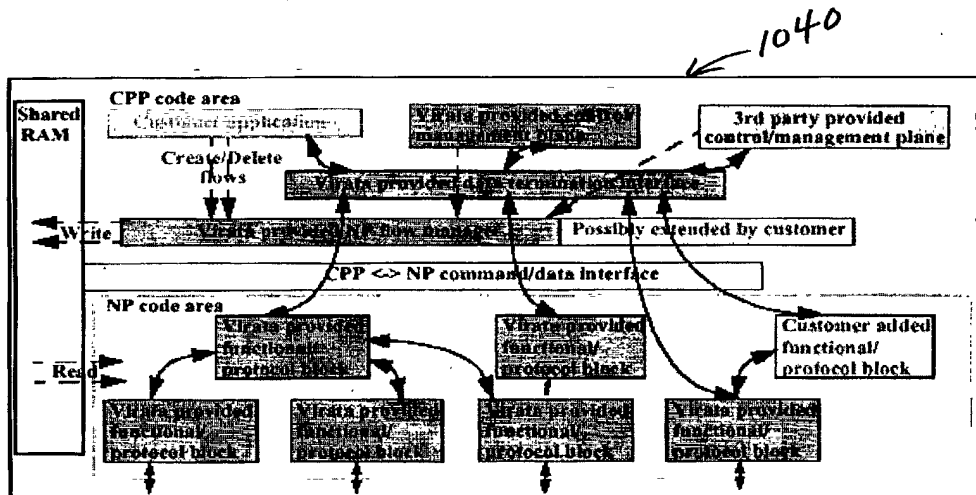 1040
Shared
RAM
CPP code area
Customer application
Virata provided control/
management plane
3rd party provided
control/management plane
Create/Delete
flows
Virata provided data termination interface
Write
Virata provided NP flow manager
Possibly extended by customer
CPP <-> NP command/data interface
NP code area
Virata provided
functional/
protocol block
Virata provided
functional/
protocol block
Customer added
functional/
protocol block
Read
Virata provided
functional/
protocol block
Virata provided
functional/
protocol block
Virata provided
functional/
protocol block
Virata provided
functional/
protocol block